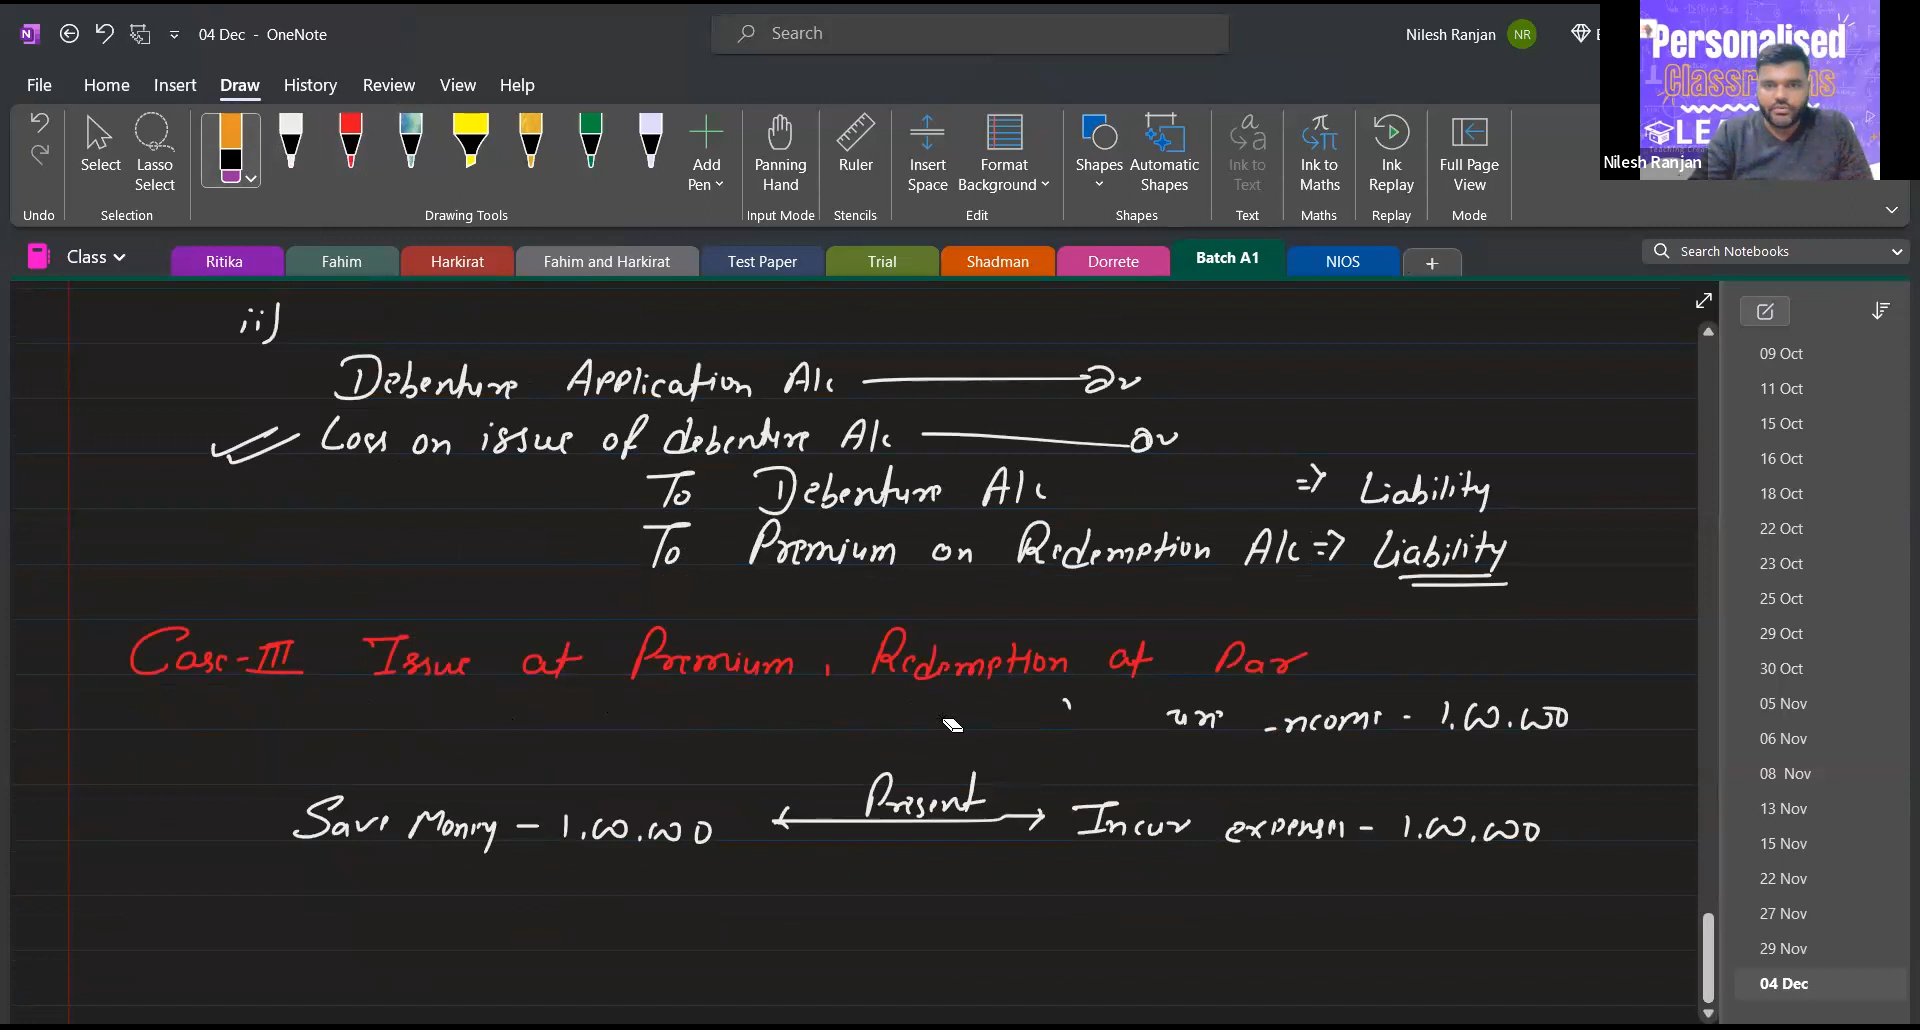 04 Dec - OneNote
Search
Nilesh Ranjan
NR
Personalised
Classrooms
LEA
Nilesh Ranjan
File Home Insert Draw History Review View Help
Select
Lasso Select
Add Pen
Panning Hand
Ruler
Insert Space
Format Background
Shapes
Automatic Shapes
Ink to Text
Ink to Maths
Ink Replay
Full Page View
Undo Selection Drawing Tools Input Mode Stencils Edit Shapes Text Maths Replay Mode
Class Ritika Fahim Harkirat Fahim and Harkirat Test Paper Trial Shadman Dorrete Batch A1 NIOS +
Search Notebooks
ii)
Debenture Application A/c Dr
Loss on issue of debenture A/c Dr
To Debenture A/c => Liability
To Premium on Redemption A/c => Liability
Case-III Issue at Premium, Redemption at Par
- 1,00,000
Present
Save Money - 1,00,000
Incur expenses - 1,00,000
09 Oct
11 Oct
15 Oct
16 Oct
18 Oct
22 Oct
23 Oct
25 Oct
29 Oct
30 Oct
05 Nov
06 Nov
08 Nov
13 Nov
15 Nov
22 Nov
27 Nov
29 Nov
04 Dec